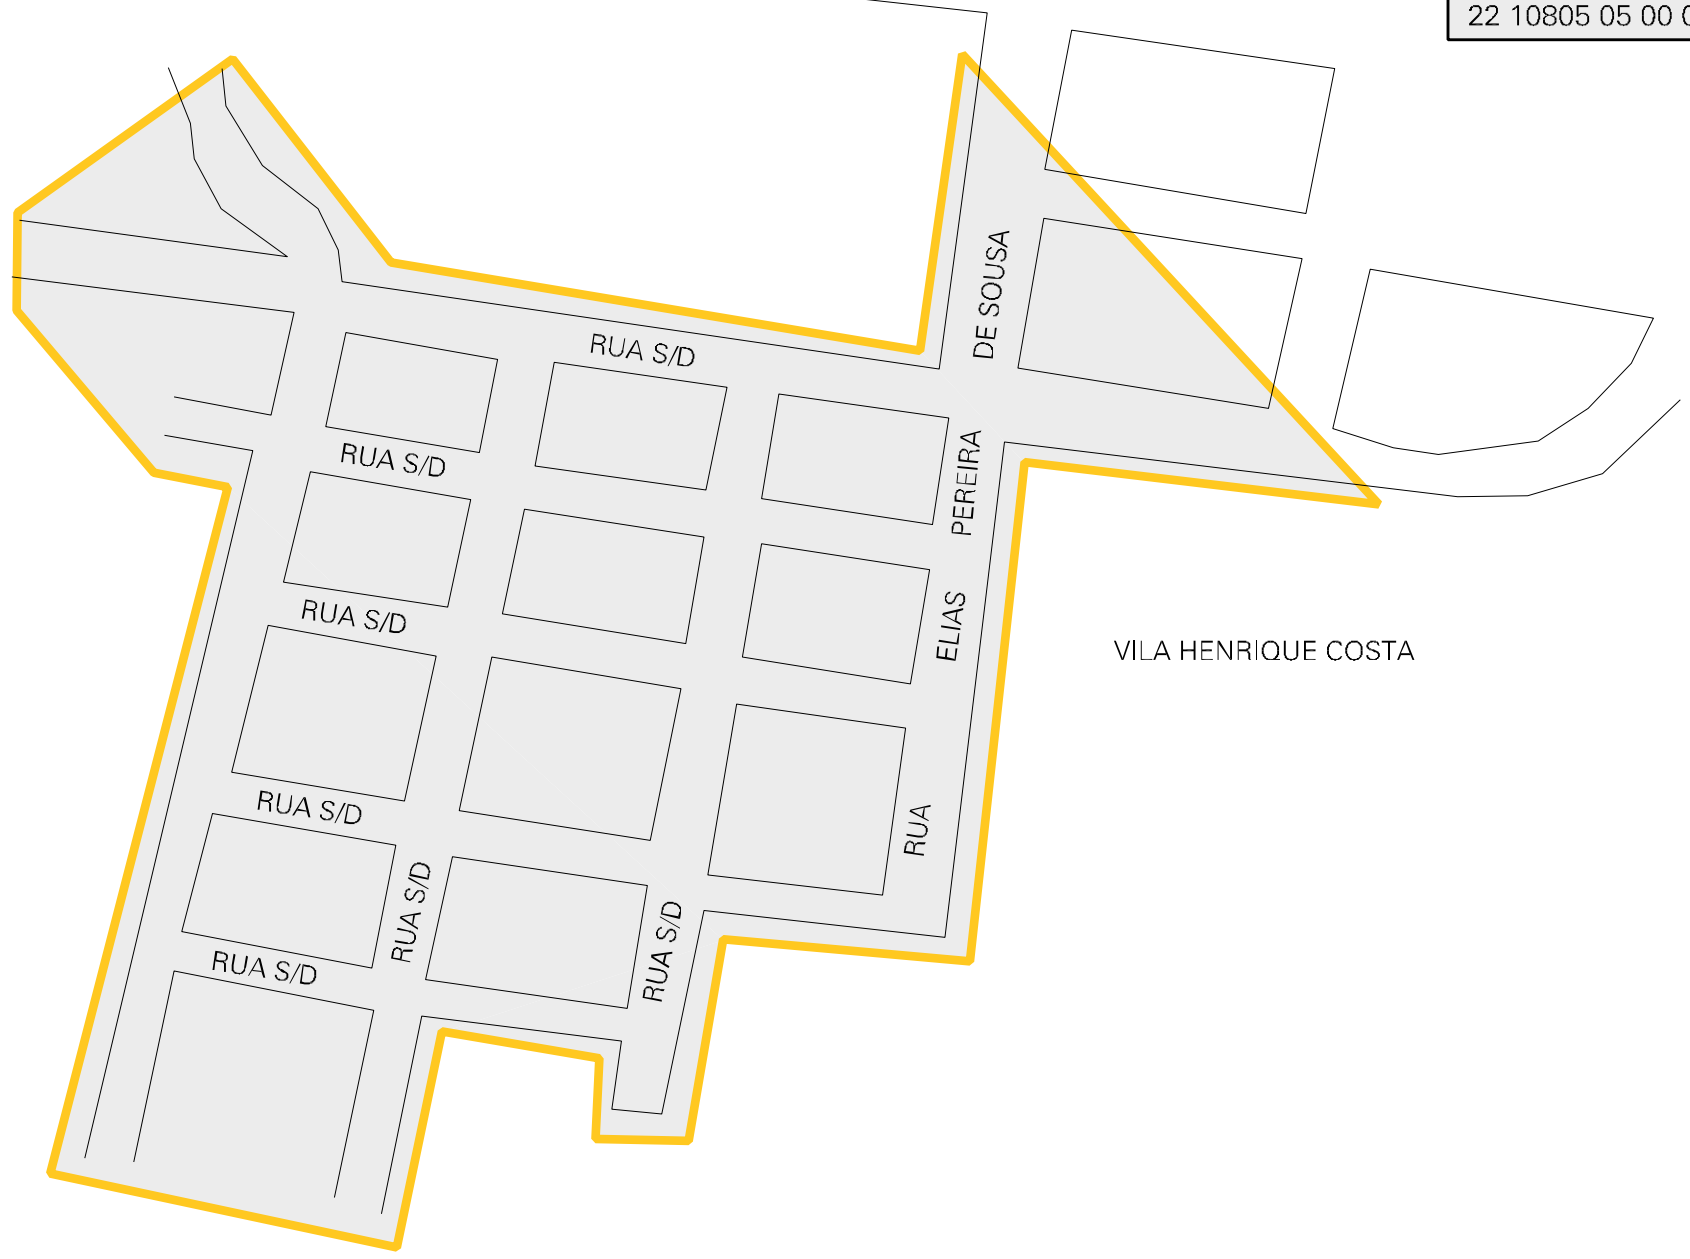 22 10805 05 00
RUA S/D
DE SOUSA
RUA S/D
PEREIRA
RUA S/D
ELIAS
VILA HENRIQUE COSTA
RUA S/D
RUA
RUA S/D
RUA S/D
RUA S/D